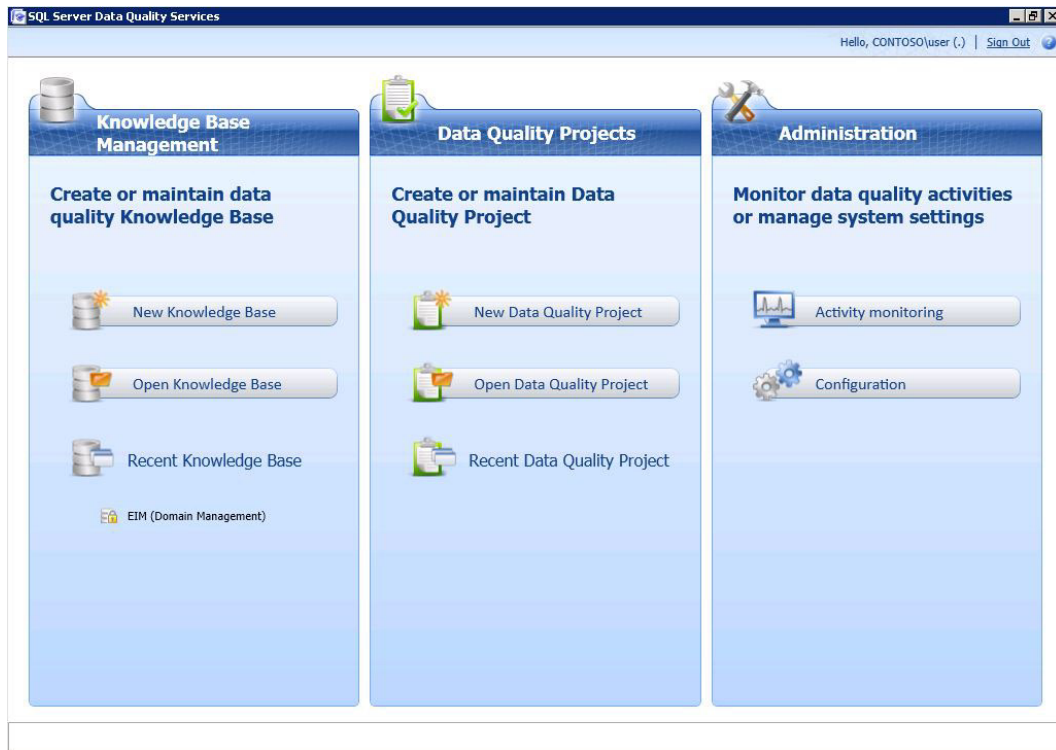 SQL Server Data Quality Services
Hello, CONTOSO\user (.) | Sign Out
Knowledge Base
Management
Create or maintain data
quality Knowledge Base
New Knowledge Base
Open Knowledge Base
Recent Knowledge Base
EIM (Domain Management)
Data Quality Projects
Create or maintain Data
Quality Project
New Data Quality Project
Open Data Quality Project
Recent Data Quality Project
Administration
Monitor data quality activities
or manage system settings
Activity monitoring
Configuration